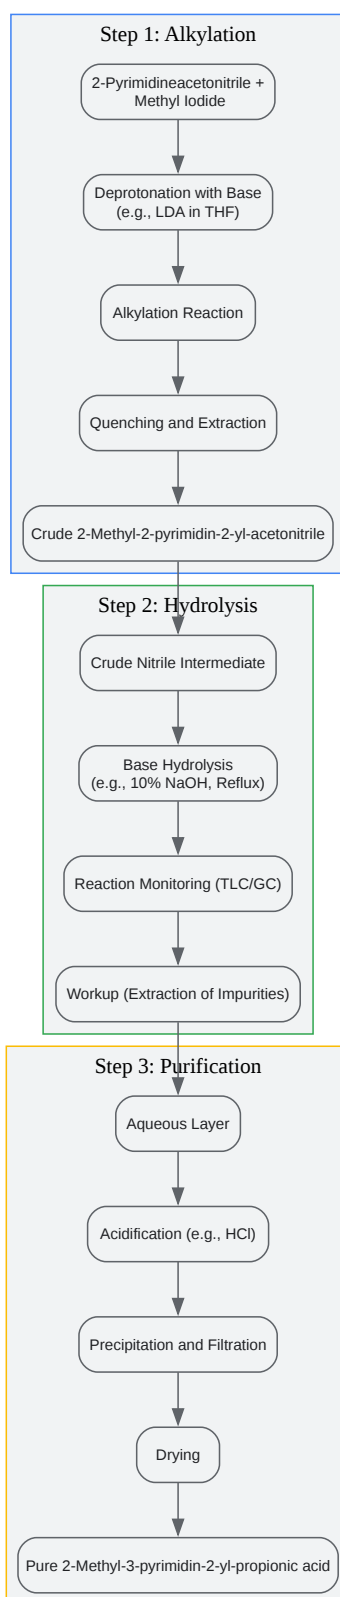 Step 1: Alkylation
2-Pyrimidineacetonitrile +
Methyl Iodide
Deprotonation with Base
(e.g., LDA in THF)
Alkylation Reaction
Quenching and Extraction
Crude 2-Methyl-2-pyrimidin-2-yl-acetonitrile
Step 2: Hydrolysis
Crude Nitrile Intermediate
Base Hydrolysis
(e.g., 10% NaOH, Reflux)
Reaction Monitoring (TLC/GC)
Workup (Extraction of Impurities)
Step 3: Purification
Aqueous Layer
Acidification (e.g., HCl)
Precipitation and Filtration
Drying
Pure 2-Methyl-3-pyrimidin-2-yl-propionic acid